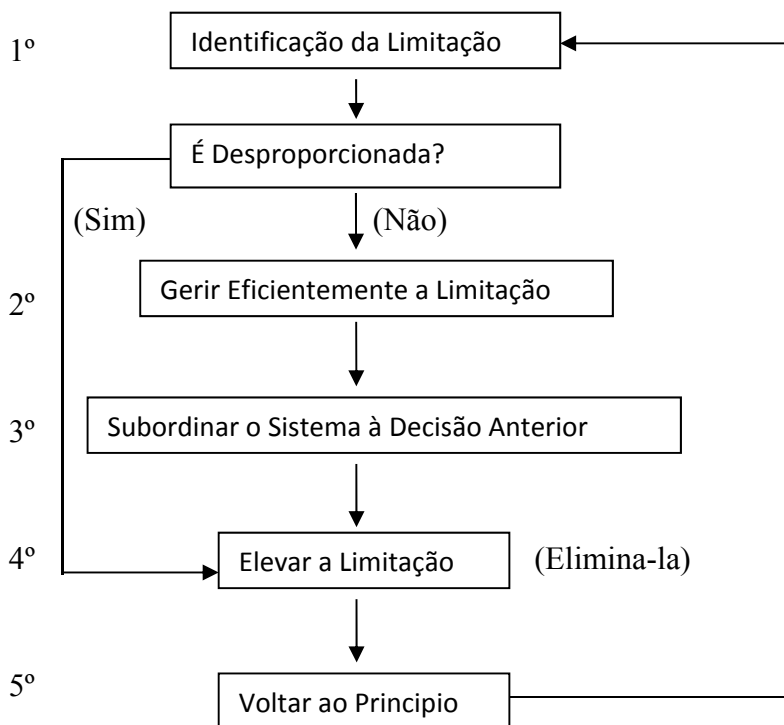 1º Identificação da Limitação
É Desproporcionada?
(Sim) (Não)
2º Gerir Eficientemente a Limitação
3º Subordinar o Sistema à Decisão Anterior
4º Elevar a Limitação (Elimina-la)
5º Voltar ao Principio